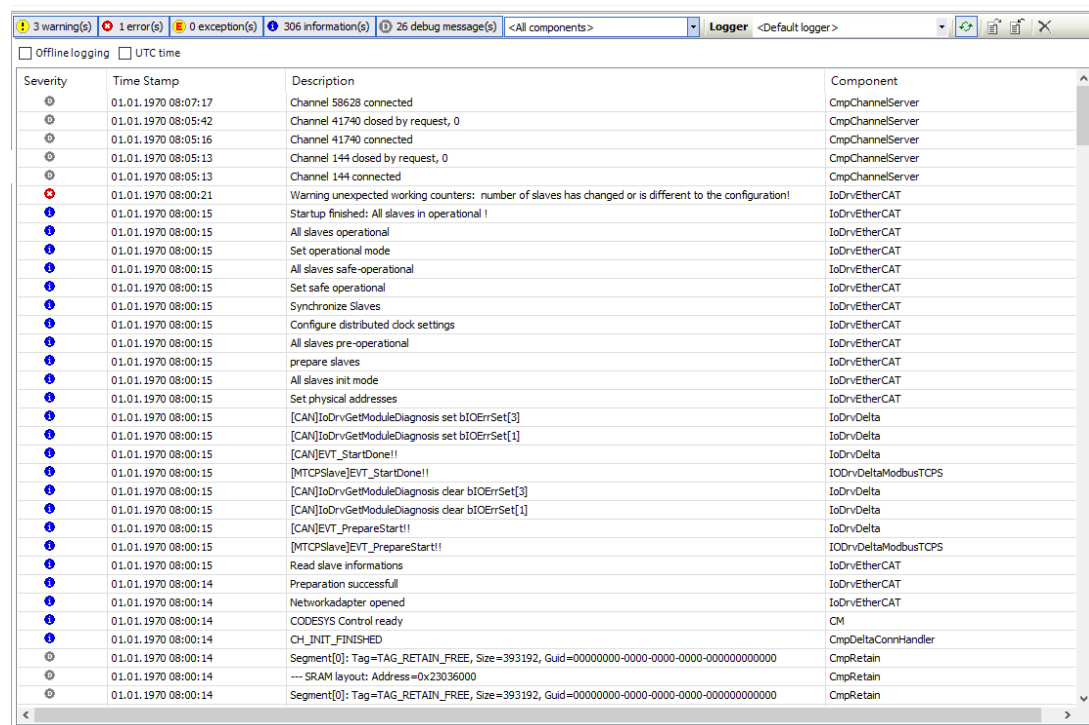 3 warning(s) 1 error(s) E 0 exception(s) 306 information(s) D 26 debug message(s) <All components> Logger <Default logger>
Offline logging UTC time
Severity Time Stamp Description Component
D 01.01.1970 08:07:17 Channel 58628 connected CmpChannelServer
D 01.01.1970 08:05:42 Channel 41740 closed by request, 0 CmpChannelServer
D 01.01.1970 08:05:16 Channel 41740 connected CmpChannelServer
D 01.01.1970 08:05:13 Channel 144 closed by request, 0 CmpChannelServer
D 01.01.1970 08:05:13 Channel 144 connected CmpChannelServer
01.01.1970 08:00:21 Warning unexpected working counters: number of slaves has changed or is different to the configuration! IoDrvEtherCAT
01.01.1970 08:00:15 Startup finished: All slaves in operational ! IoDrvEtherCAT
01.01.1970 08:00:15 All slaves operational IoDrvEtherCAT
01.01.1970 08:00:15 Set operational mode IoDrvEtherCAT
01.01.1970 08:00:15 All slaves safe-operational IoDrvEtherCAT
01.01.1970 08:00:15 Set safe operational IoDrvEtherCAT
01.01.1970 08:00:15 Synchronize Slaves IoDrvEtherCAT
01.01.1970 08:00:15 Configure distributed clock settings IoDrvEtherCAT
01.01.1970 08:00:15 All slaves pre-operational IoDrvEtherCAT
01.01.1970 08:00:15 prepare slaves IoDrvEtherCAT
01.01.1970 08:00:15 All slaves init mode IoDrvEtherCAT
01.01.1970 08:00:15 Set physical addresses IoDrvEtherCAT
01.01.1970 08:00:15 [CAN]IoDrvGetModuleDiagnosis set bIOErrSet[3] IoDrvDelta
01.01.1970 08:00:15 [CAN]IoDrvGetModuleDiagnosis set bIOErrSet[1] IoDrvDelta
01.01.1970 08:00:15 [CAN]EVT_StartDone!! IoDrvDelta
01.01.1970 08:00:15 [MTCPSlave]EVT_StartDone!! IODrvDeltaModbusTCPS
01.01.1970 08:00:15 [CAN]IoDrvGetModuleDiagnosis clear bIOErrSet[3] IoDrvDelta
01.01.1970 08:00:15 [CAN]IoDrvGetModuleDiagnosis clear bIOErrSet[1] IoDrvDelta
01.01.1970 08:00:15 [CAN]EVT_PrepareStart!! IoDrvDelta
01.01.1970 08:00:15 [MTCPSlave]EVT_PrepareStart!! IODrvDeltaModbusTCPS
01.01.1970 08:00:15 Read slave informations IoDrvEtherCAT
01.01.1970 08:00:14 Preparation successfull IoDrvEtherCAT
01.01.1970 08:00:14 Networkadapter opened IoDrvEtherCAT
01.01.1970 08:00:14 CODESYS Control ready CM
01.01.1970 08:00:14 CH_INIT_FINISHED CmpDeltaConnHandler
D 01.01.1970 08:00:14 Segment[0]: Tag=TAG_RETAIN_FREE, Size=393192, Guid=00000000-0000-0000-0000-000000000000 CmpRetain
D 01.01.1970 08:00:14 --- SRAM layout: Address=0x23036000 CmpRetain
D 01.01.1970 08:00:14 Segment[0]: Tag=TAG_RETAIN_FREE, Size=393192, Guid=00000000-0000-0000-0000-000000000000 CmpRetain